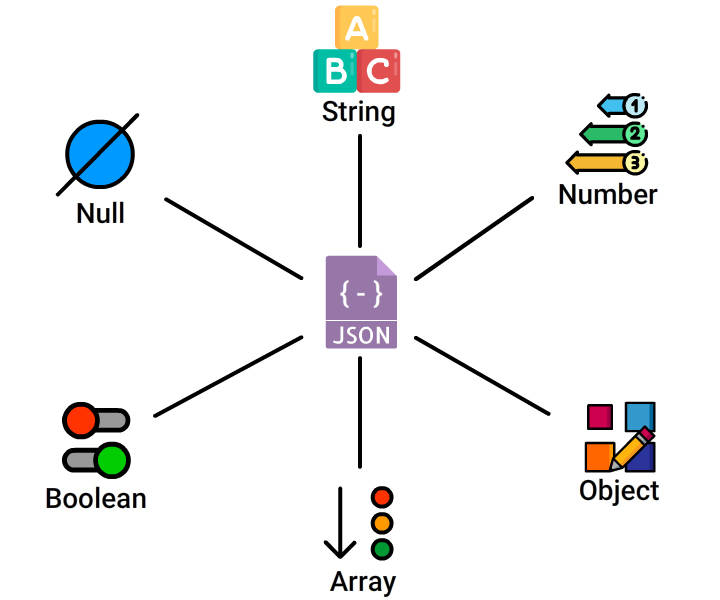 A
B C
String
1
2
3
Number
Null
{-}
JSON
Boolean
Object
Array